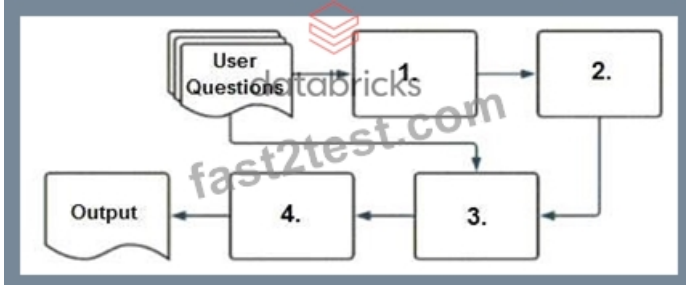 User
Questions
databricks
1.
2.
fast2test.com
Output
4.
3.